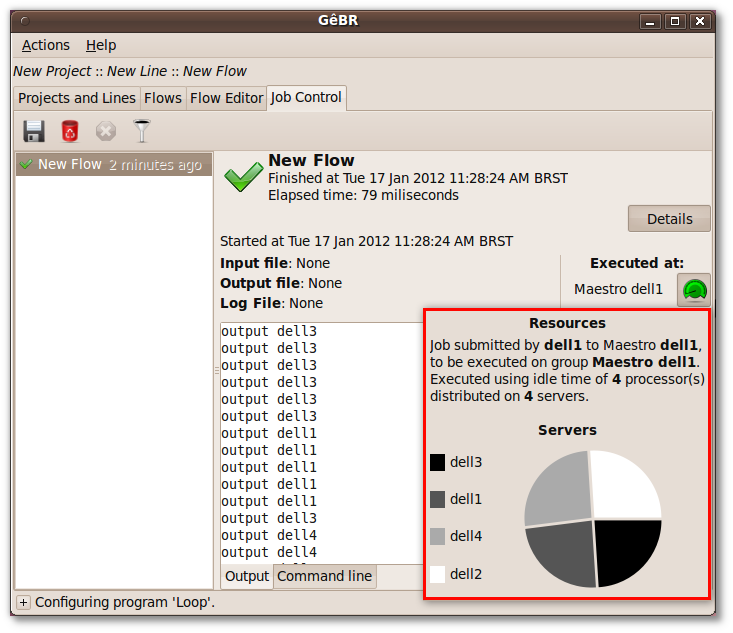 GêBR
Actions Help
New Project :: New Line :: New Flow
Projects and Lines Flows Flow Editor Job Control
New Flow 2 minutes ago
New Flow
Finished at Tue 17 Jan 2012 11:28:24 AM BRST
Elapsed time: 79 miliseconds
Details
Started at Tue 17 Jan 2012 11:28:24 AM BRST
Input file: None
Output file: None
Log File: None
Executed at:
Maestro dell1
output dell3
output dell3
output dell3
output dell3
output dell3
output dell3
output dell1
output dell1
output dell1
output dell1
output dell1
output dell3
output dell4
output dell4
Resources
Job submitted by dell1 to Maestro dell1,
to be executed on group Maestro dell1.
Executed using idle time of 4 processor(s)
distributed on 4 servers.
Servers
dell3
dell1
dell4
dell2
Output Command line
Configuring program 'Loop'.